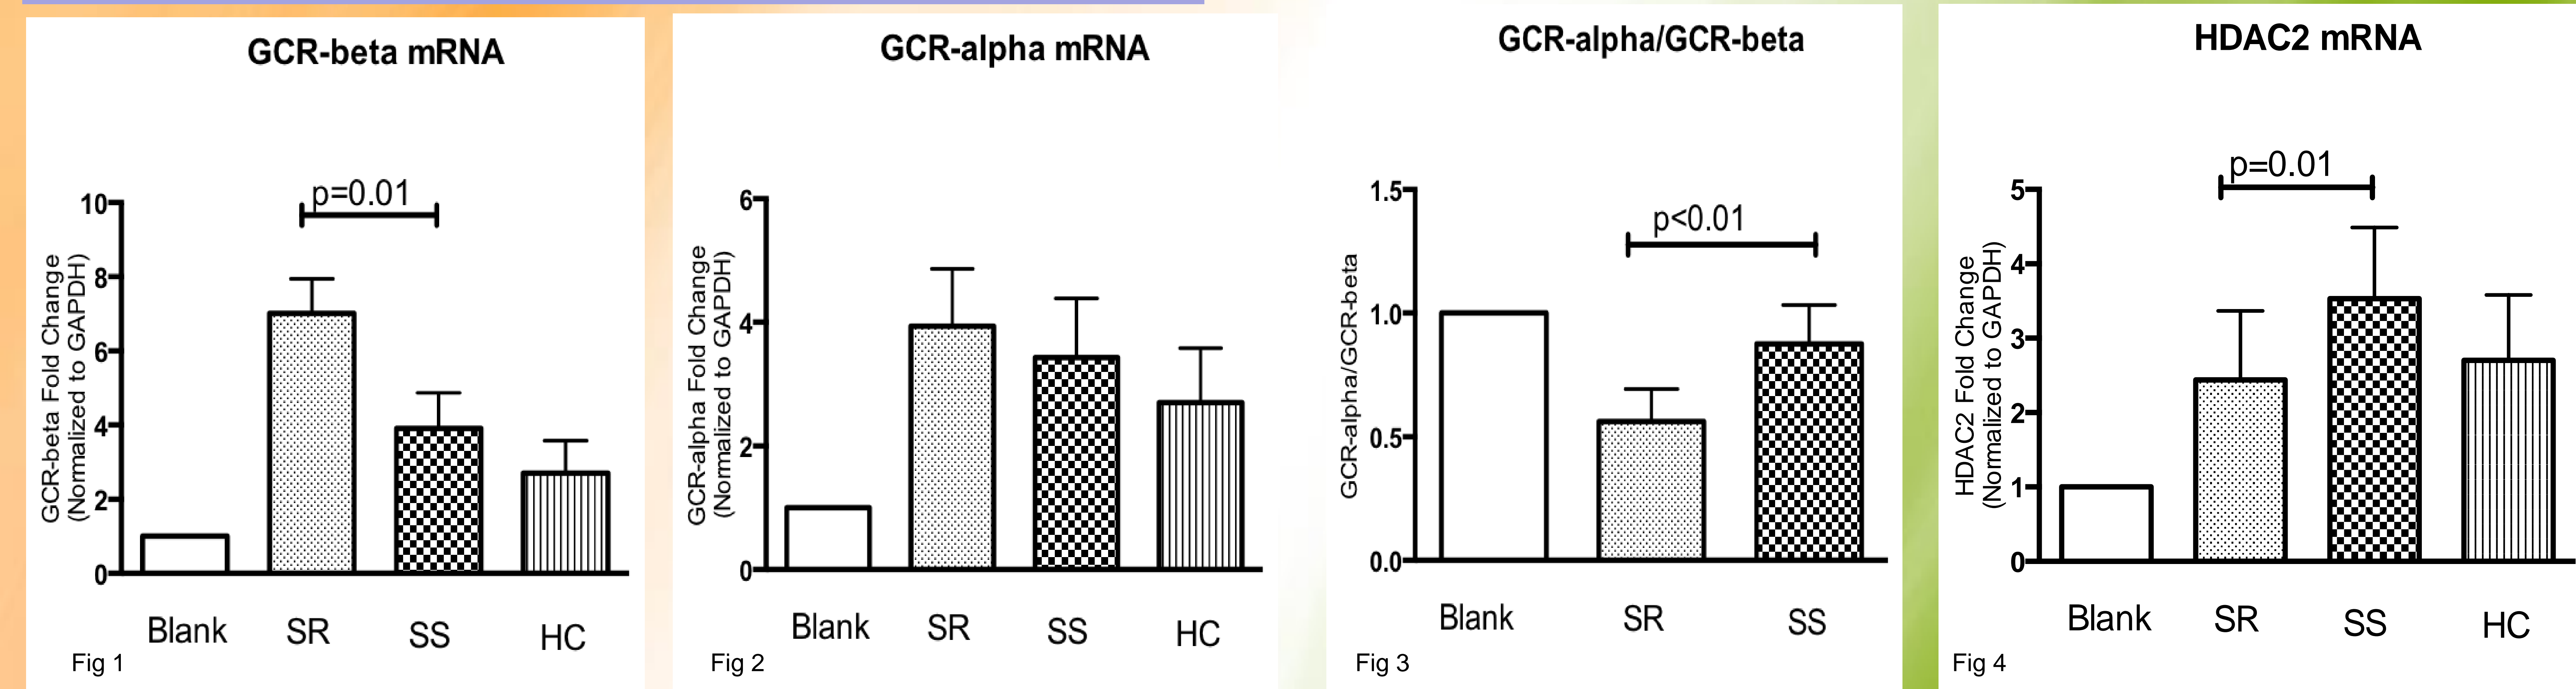 GCR-beta mRNA
p=0.01
10
8
6
4
2
0
GCR-beta Fold Change
(Normalized to GAPDH)
Blank SR SS HC
Fig 1
GCR-alpha mRNA
6
4
2
0
GCR-alpha Fold Change
(Normalized to GAPDH)
Blank SR SS HC
Fig 2
GCR-alpha/GCR-beta
p<0.01
1.5
1.0
0.5
0.0
GCR-alpha/GCR-beta
Blank SR SS
Fig 3
HDAC2 mRNA
p=0.01
5
4
3
2
1
0
HDAC2 Fold Change
(Normalized to GAPDH)
Blank SR SS HC
Fig 4